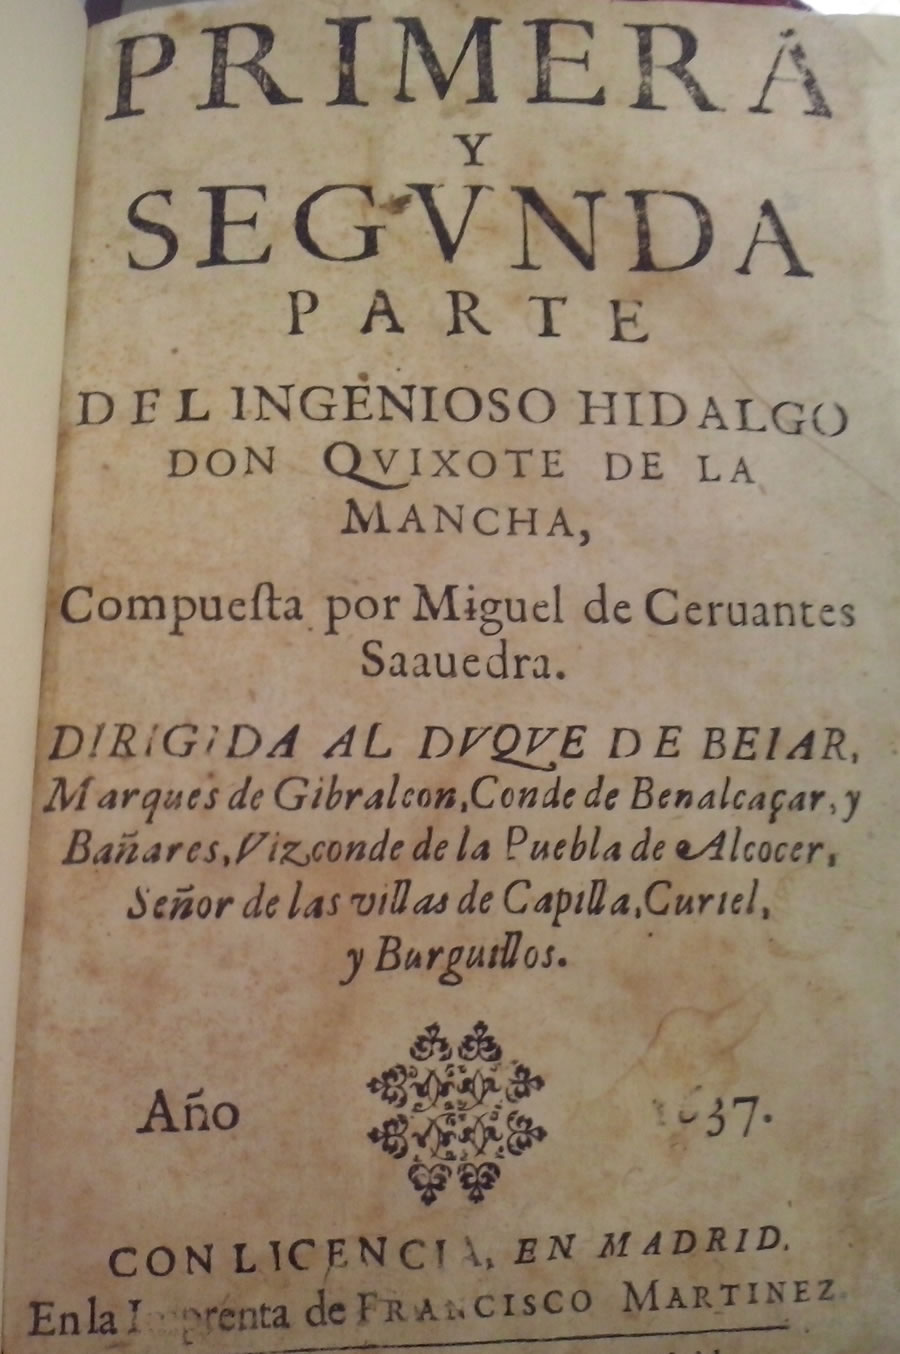 PRIMERA
Y
SEGVNDA
PARTE
DEL INGENIOSO HIDALGO
DON QVIXOTE DE LA
MANCHA,
Compueſta por Miguel de Ceruantes
Saauedra.
DIRIGIDA AL DVQVE DE BEIAR,
Marques de Gibraleon, Conde de Benalcaçar, y
Bañares, Vizconde de la Puebla de Alcocer,
Señor de las villas de Capilla, Curiel,
y Burguillos.
Año 1637.
CON LICENCIA, EN MADRID.
En la Imprenta de FRANCISCO MARTINEZ